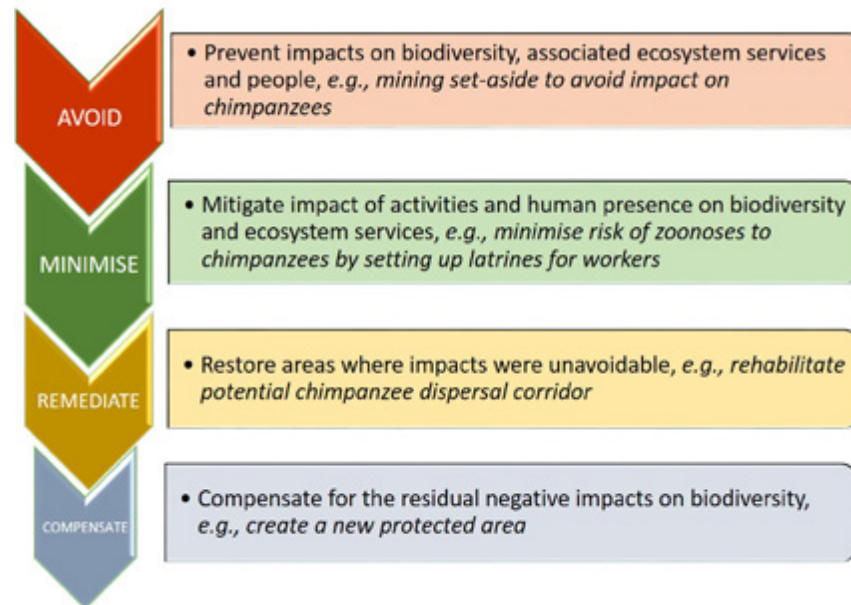 AVOID
• Prevent impacts on biodiversity, associated ecosystem services
and people, e.g., mining set-aside to avoid impact on
chimpanzees
MINIMISE
• Mitigate impact of activities and human presence on biodiversity
and ecosystem services, e.g., minimise risk of zoonoses to
chimpanzees by setting up latrines for workers
REMEDIATE
• Restore areas where impacts were unavoidable, e.g., rehabilitate
potential chimpanzee dispersal corridor
COMPENSATE
• Compensate for the residual negative impacts on biodiversity,
e.g., create a new protected area